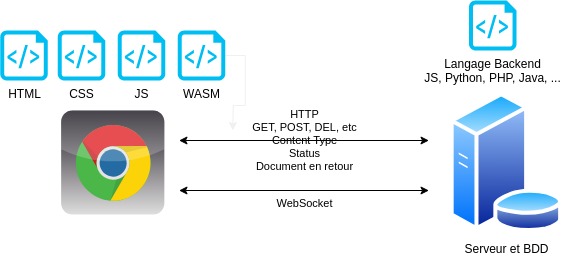 HTML
CSS
JS
WASM
Langage Backend
JS, Python, PHP, Java, ...
HTTP
GET, POST, DEL, etc
Content Type
Status
Document en retour
WebSocket
Serveur et BDD